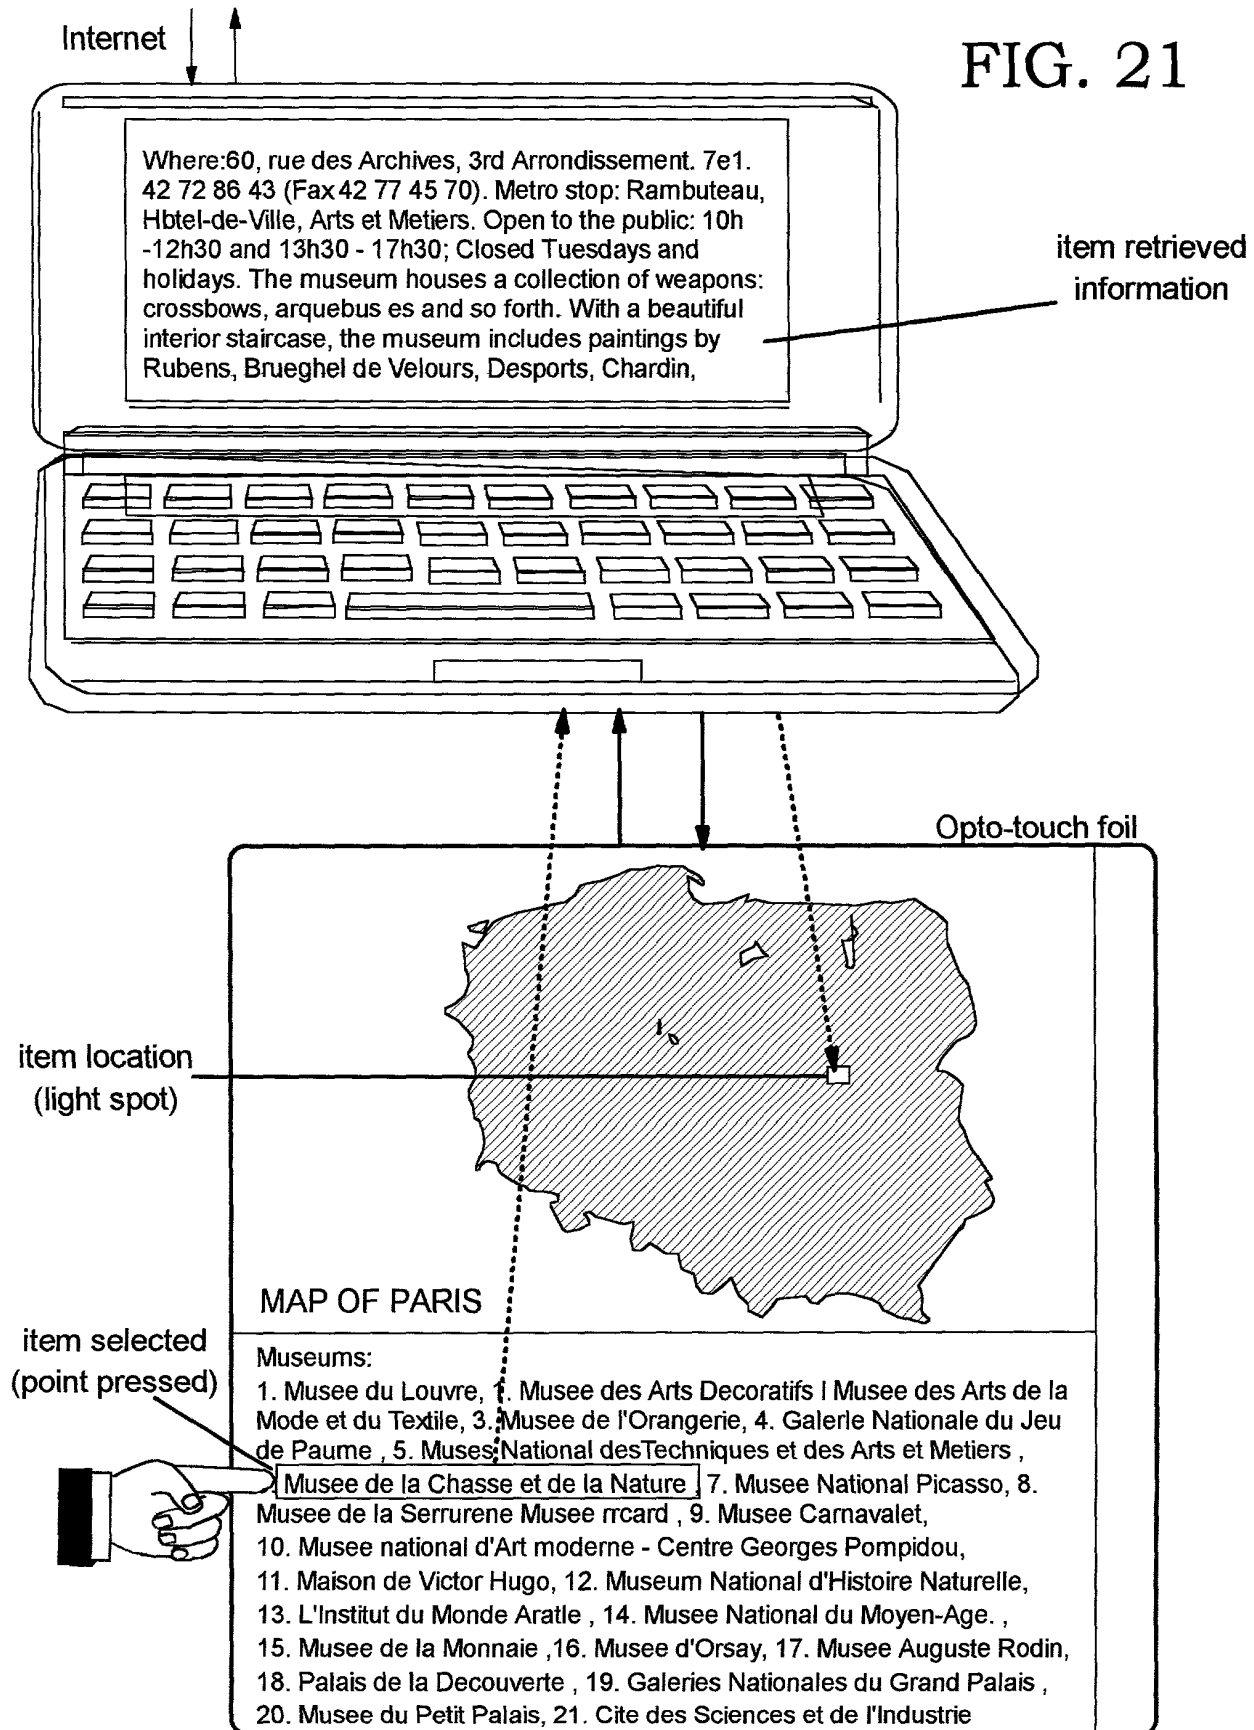 Internet
FIG. 21
Where:60, rue des Archives, 3rd Arrondissement. 7e1.
42 72 86 43 (Fax 42 77 45 70). Metro stop: Rambuteau,
Hbtel-de-Ville, Arts et Metiers. Open to the public: 10h
-12h30 and 13h30 - 17h30; Closed Tuesdays and
holidays. The museum houses a collection of weapons:
crossbows, arquebus es and so forth. With a beautiful
interior staircase, the museum includes paintings by
Rubens, Brueghel de Velours, Desports, Chardin,
item retrieved
information
Opto-touch foil
item location
(light spot)
MAP OF PARIS
item selected
(point pressed)
Museums:
1. Musee du Louvre, 1. Musee des Arts Decoratifs I Musee des Arts de la
Mode et du Textile, 3. Musee de l'Orangerie, 4. Galerle Nationale du Jeu
de Paume , 5. Muses National desTechniques et des Arts et Metiers ,
Musee de la Chasse et de la Nature , 7. Musee National Picasso, 8.
Musee de la Serrurene Musee rrcard , 9. Musee Carnavalet,
10. Musee national d'Art moderne - Centre Georges Pompidou,
11. Maison de Victor Hugo, 12. Museum National d'Histoire Naturelle,
13. L'Institut du Monde Aratle , 14. Musee National du Moyen-Age. ,
15. Musee de la Monnaie ,16. Musee d'Orsay, 17. Musee Auguste Rodin,
18. Palais de la Decouverte , 19. Galeries Nationales du Grand Palais ,
20. Musee du Petit Palais, 21. Cite des Sciences et de l'Industrie